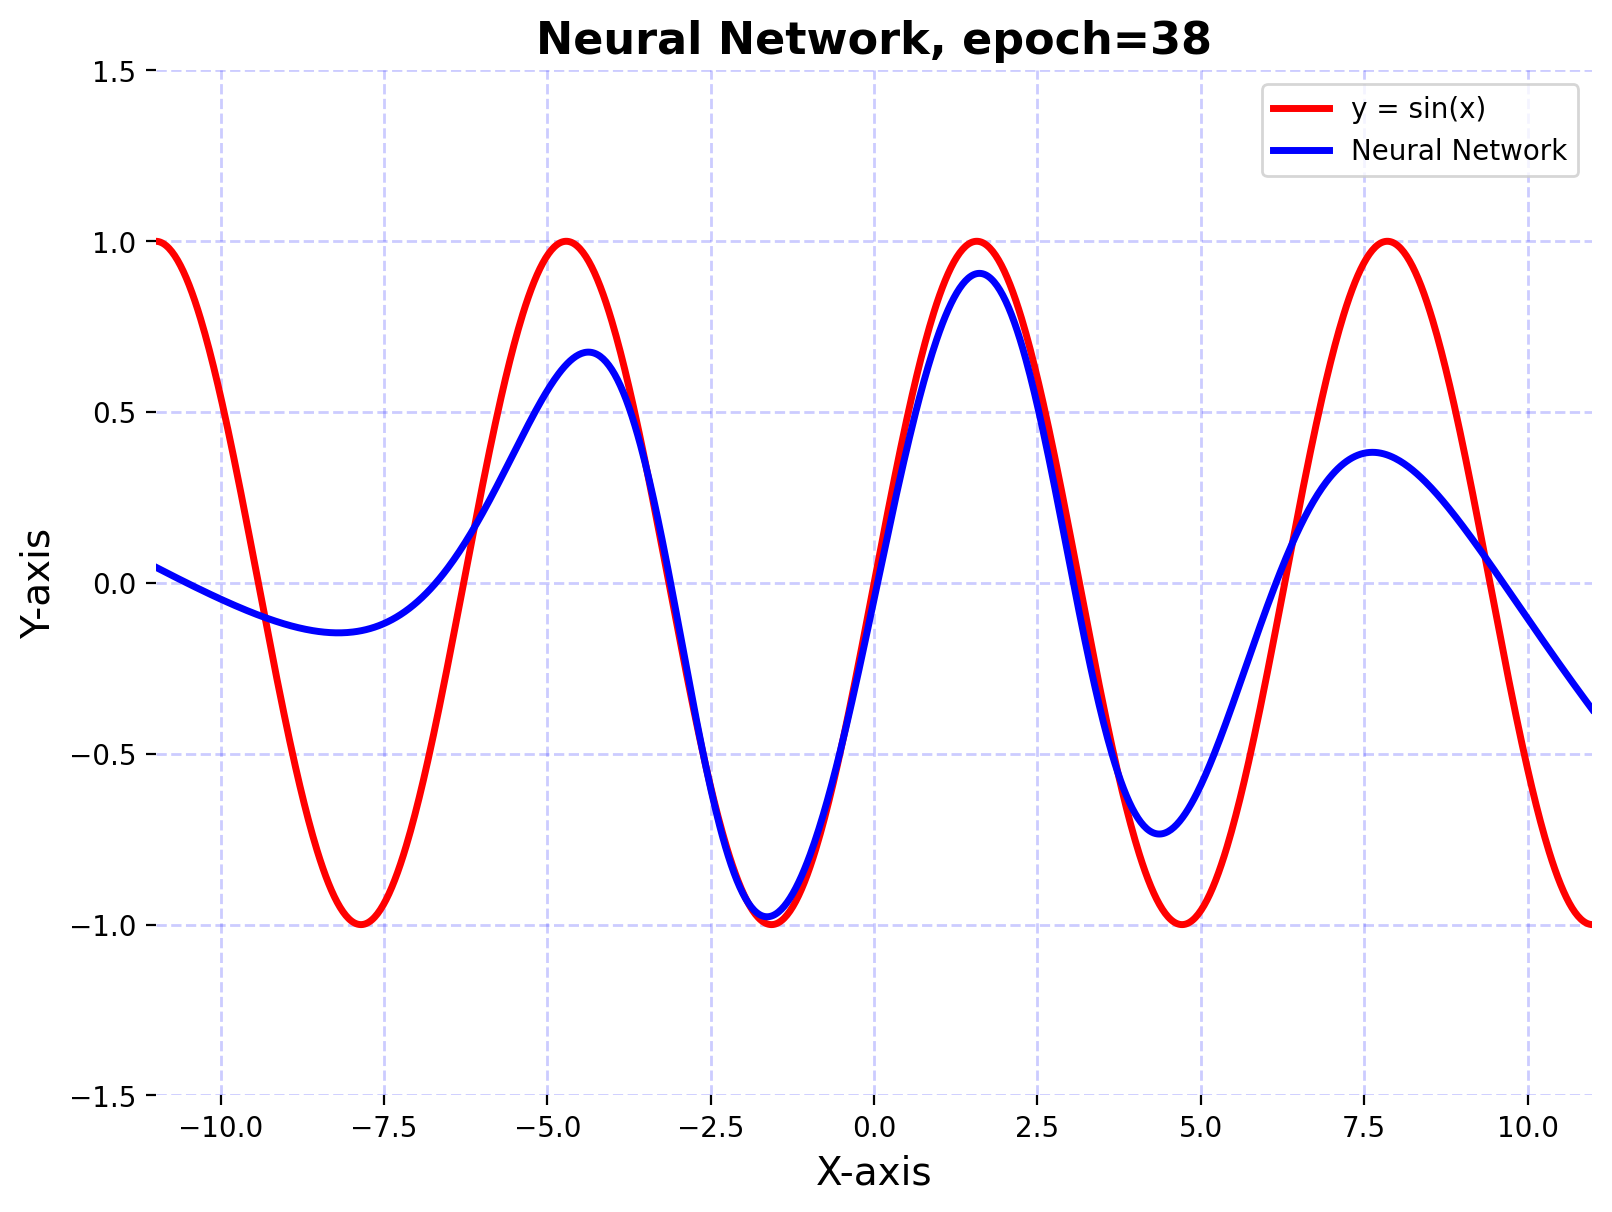 Neural Network, epoch=38
y = sin(x)
Neural Network
Y-axis
1.5
1.0
0.5
0.0
−0.5
−1.0
−1.5
−10.0 −7.5 −5.0 −2.5 0.0 2.5 5.0 7.5 10.0
X-axis